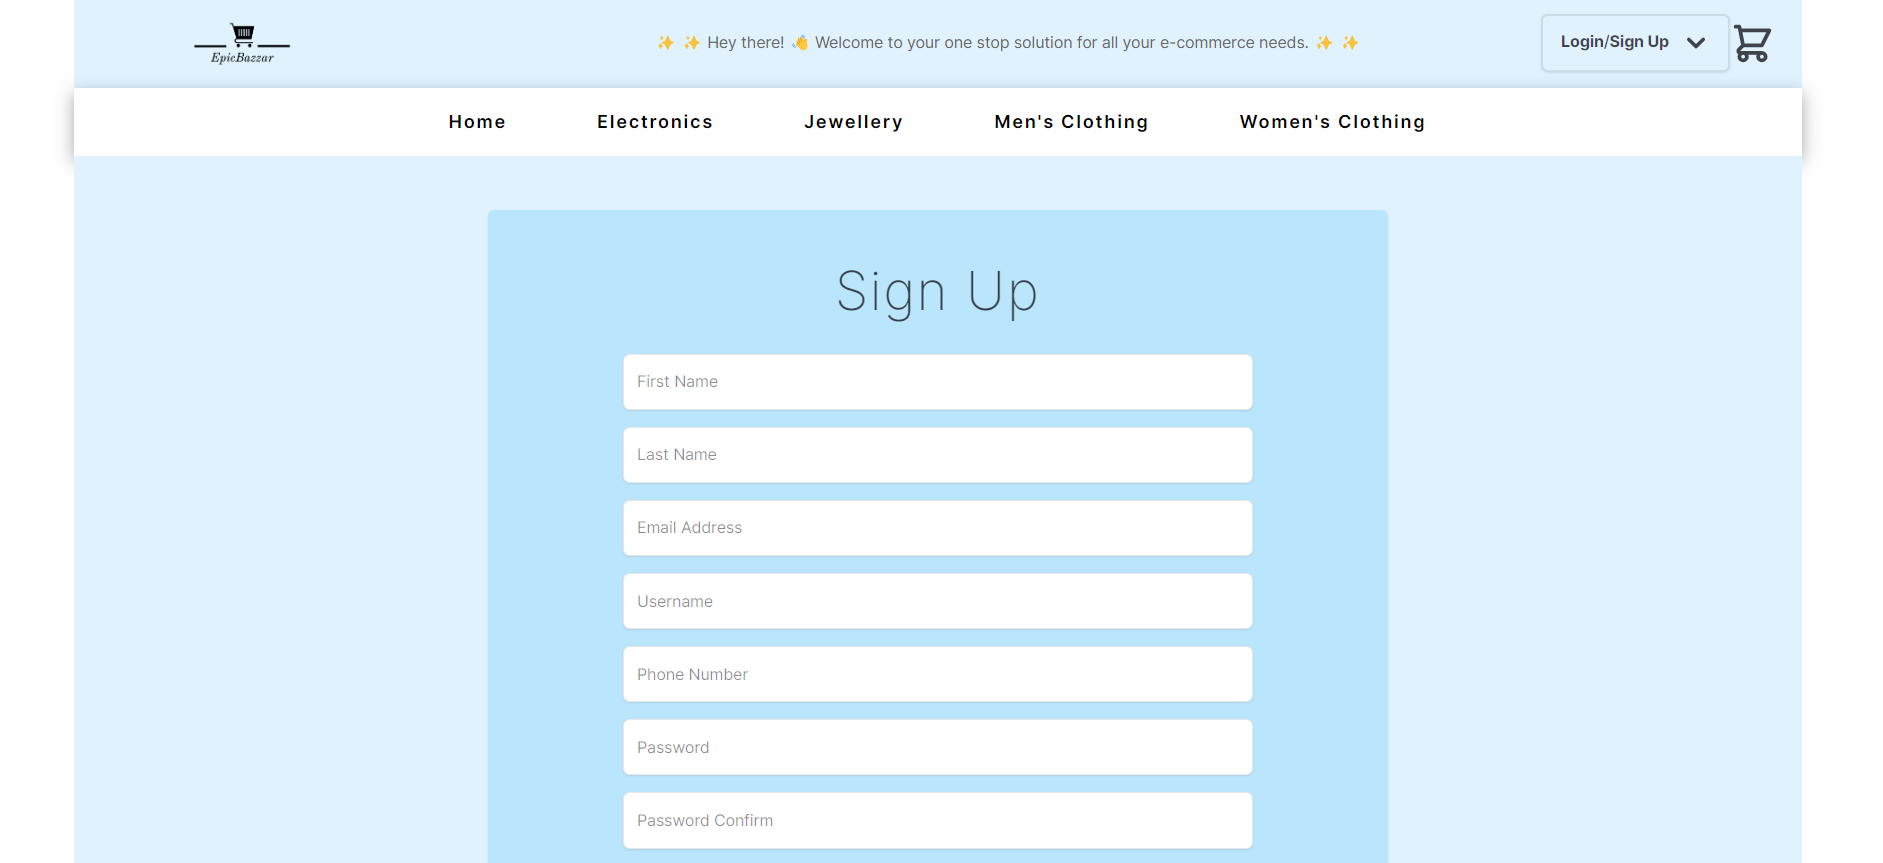 EpicBazzar
✨ ✨ Hey there! 👋 Welcome to your one stop solution for all your e-commerce needs. ✨ ✨
Login/Sign Up
Home Electronics Jewellery Men's Clothing Women's Clothing
Sign Up
First Name
Last Name
Email Address
Username
Phone Number
Password
Password Confirm